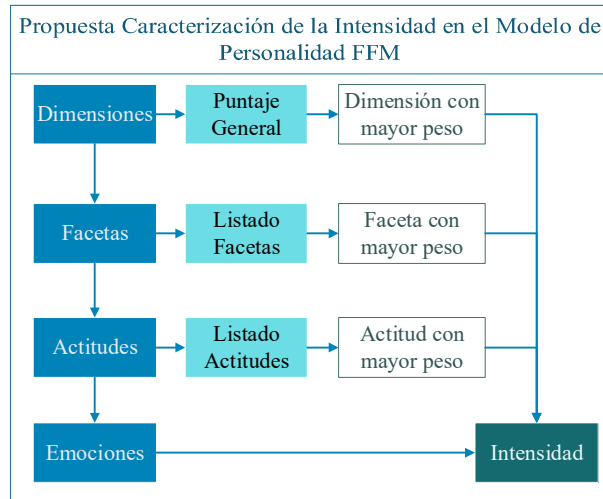 Propuesta Caracterización de la Intensidad en el Modelo de
Personalidad FFM
Dimensiones
Puntaje
General
Dimensión con
mayor peso
Facetas
Listado
Facetas
Faceta con
mayor peso
Actitudes
Listado
Actitudes
Actitud con
mayor peso
Emociones
Intensidad